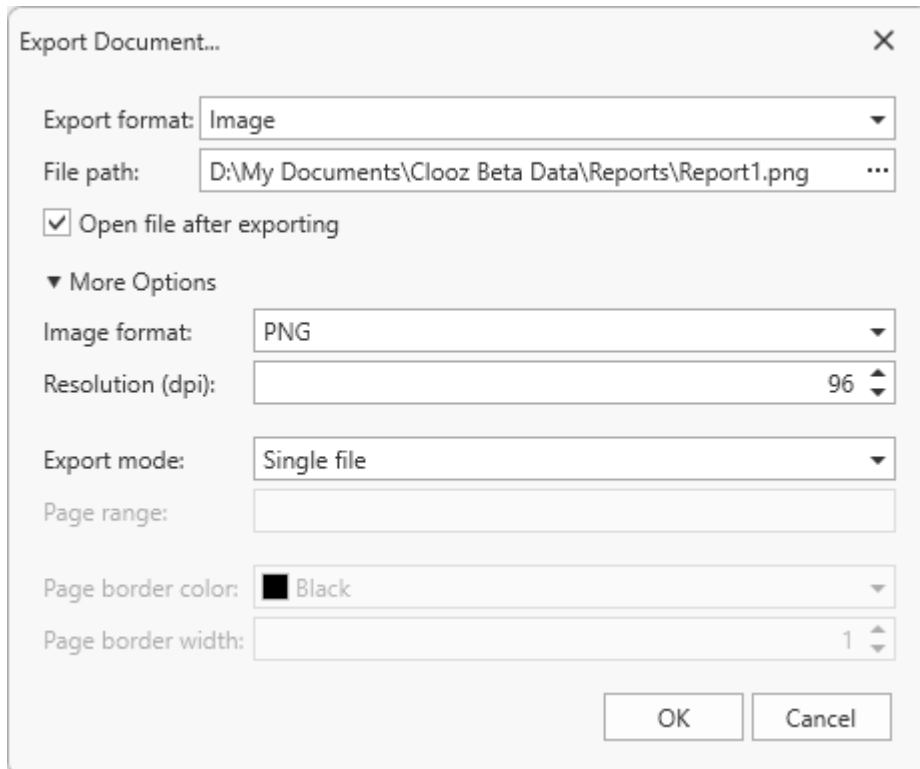 Export Document...
Export format: Image
File path: D:\My Documents\Clooz Beta Data\Reports\Report1.png ...
Open file after exporting
More Options
Image format: PNG
Resolution (dpi): 96
Export mode: Single file
Page range:
Page border color: Black
Page border width: 1
OK Cancel